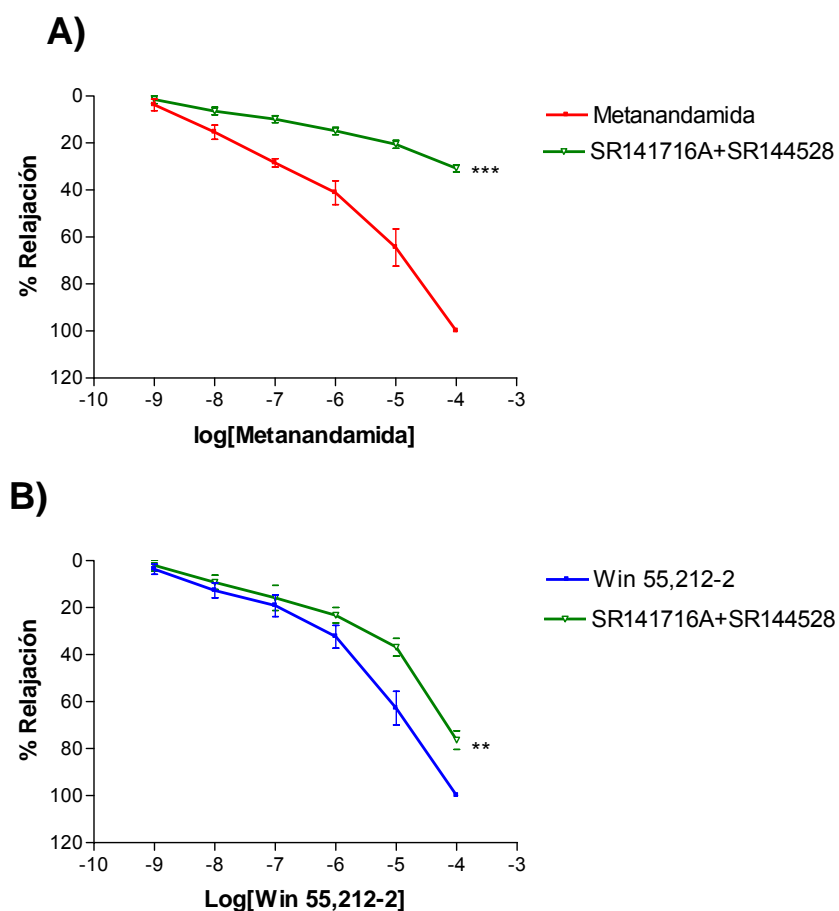 A)
0
20
40
60
80
100
120
% Relajación
-10 -9 -8 -7 -6 -5 -4 -3
log[Metanandamida]
***
Metanandamida
SR141716A+SR144528
B)
0
20
40
60
80
100
120
% Relajación
-10 -9 -8 -7 -6 -5 -4 -3
Log[Win 55,212-2]
**
Win 55,212-2
SR141716A+SR144528